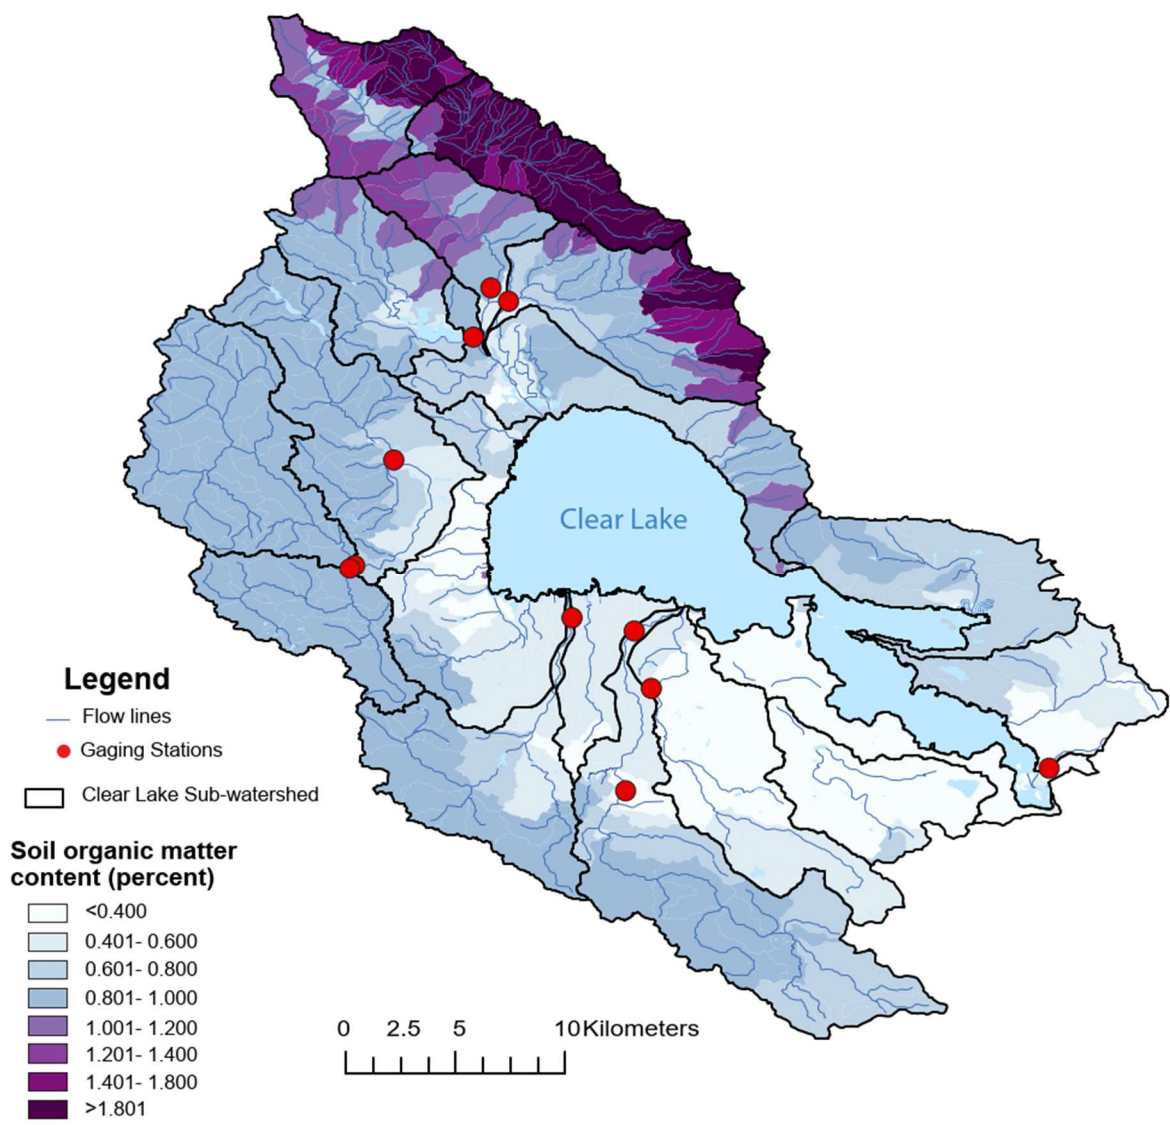 Clear Lake
Legend
Flow lines
Gaging Stations
Clear Lake Sub-watershed
Soil organic matter
content (percent)
<0.400
0.401- 0.600
0.601- 0.800
0.801- 1.000
1.001- 1.200
1.201- 1.400
1.401- 1.800
>1.801
0 2.5 5 10 Kilometers